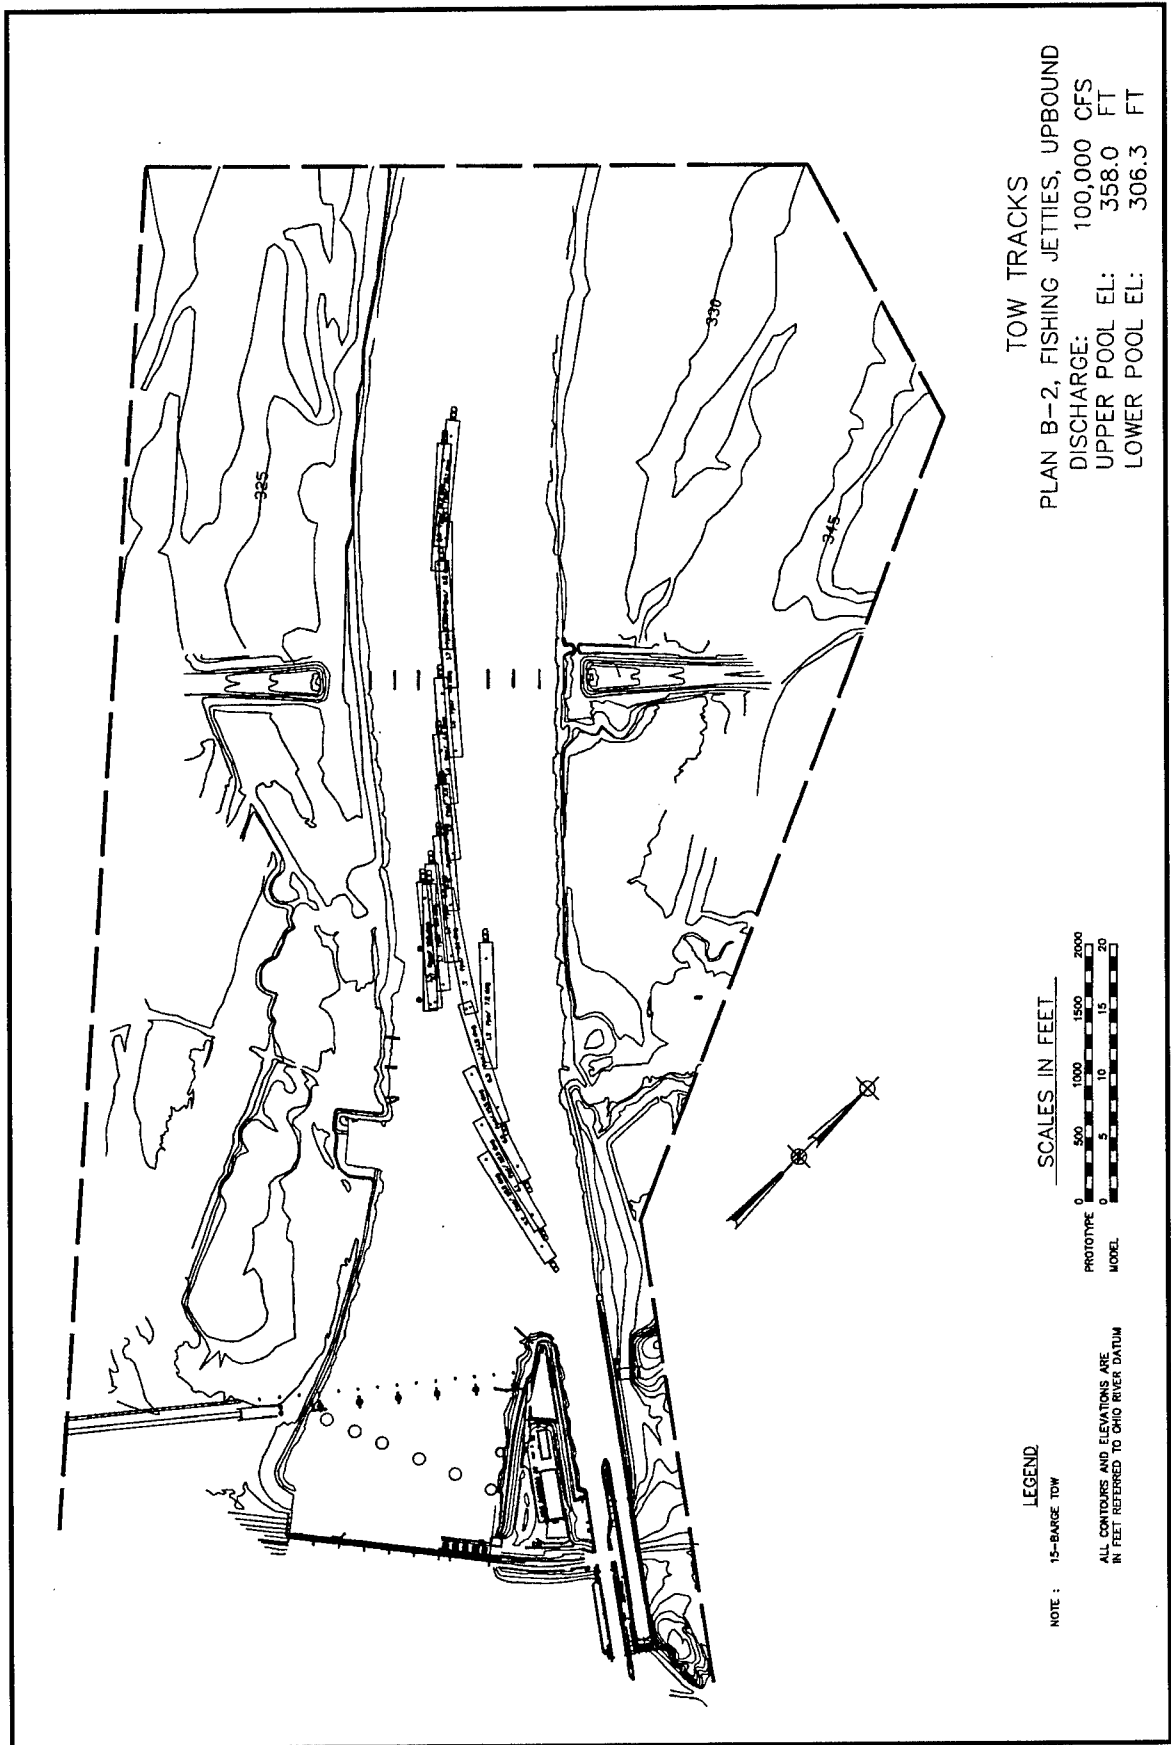 TOW TRACKS
PLAN B-2, FISHING JETTIES, UPBOUND
DISCHARGE: 100,000 CFS
UPPER POOL EL: 358.0 FT
LOWER POOL EL: 306.3 FT
325
330
345
SCALES IN FEET
PROTOTYPE 0 500 1000 1500 2000
MODEL 0 5 10 15 20
LEGEND
NOTE : 15-BARGE TOW
ALL CONTOURS AND ELEVATIONS ARE
IN FEET REFERRED TO OHIO RIVER DATUM